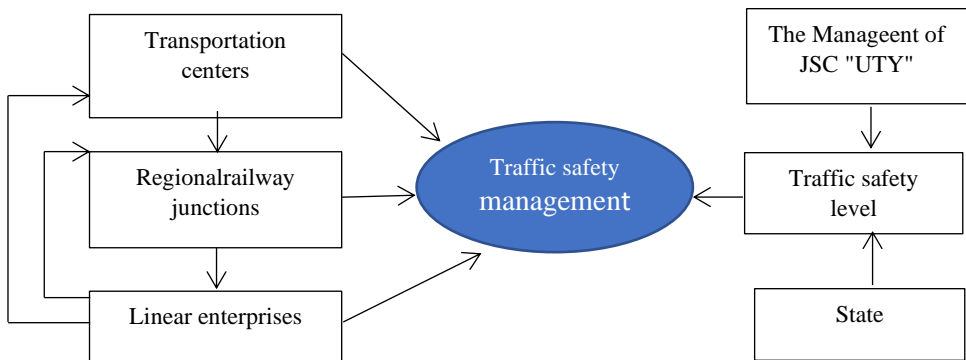 Transportation
centers
Regionalrailway
junctions
Linear enterprises
Traffic safety
management
The Manageent of
JSC "UTY"
Traffic safety
level
State